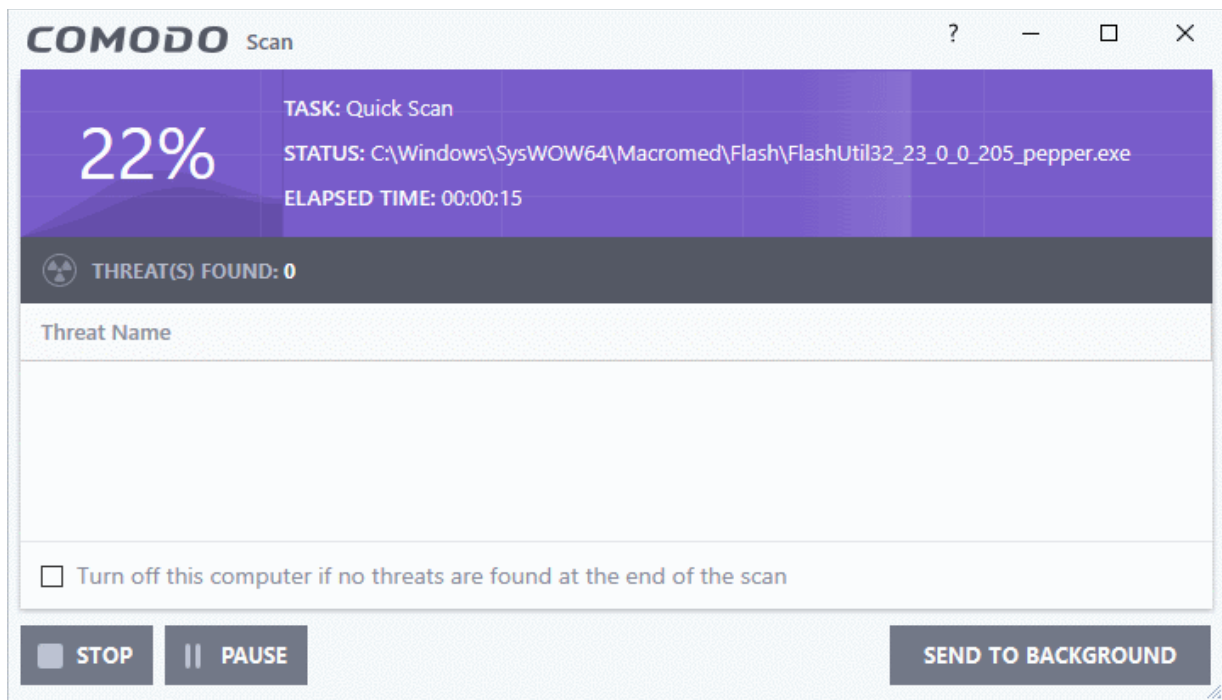 COMODO Scan ?
22%
TASK: Quick Scan
STATUS: C:\Windows\SysWOW64\Macromed\Flash\FlashUtil32_23_0_0_205_pepper.exe
ELAPSED TIME: 00:00:15
THREAT(S) FOUND: 0
Threat Name
Turn off this computer if no threats are found at the end of the scan
STOP PAUSE SEND TO BACKGROUND